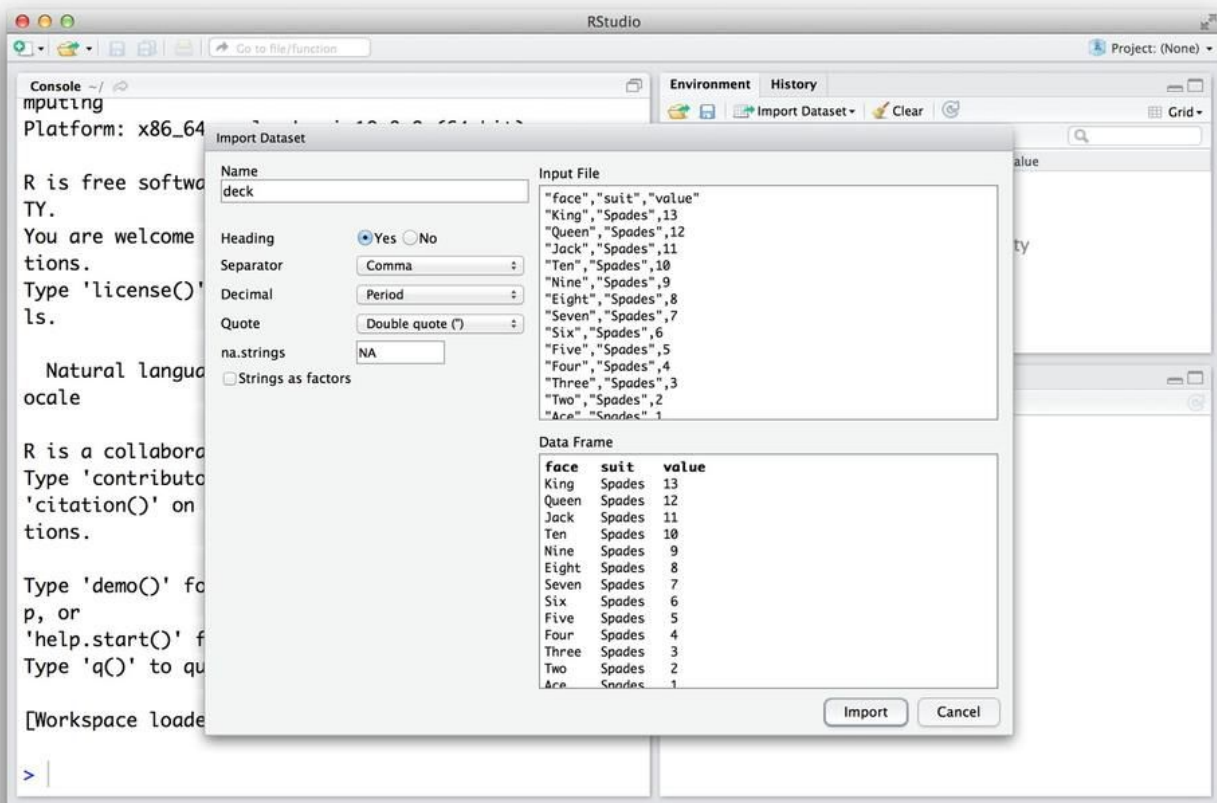 RStudio
Go to file/function
Project: (None)
Console ~/
mputing
Platform: x86_64
R is free softwa
TY.
You are welcome
tions.
Type 'license()'
ls.
Natural langua
ocale
R is a collabora
Type 'contributo
'citation()' on
tions.
Type 'demo()' fo
p, or
'help.start()' f
Type 'q()' to qu
[Workspace loade
>
Environment History
Import Dataset Clear Grid
alue
ty
Import Dataset
Name
deck
Heading Yes No
Separator Comma
Decimal Period
Quote Double quote (")
na.strings NA
Strings as factors
Input File
"face","suit","value"
"King","Spades",13
"Queen","Spades",12
"Jack","Spades",11
"Ten","Spades",10
"Nine","Spades",9
"Eight","Spades",8
"Seven","Spades",7
"Six","Spades",6
"Five","Spades",5
"Four","Spades",4
"Three","Spades",3
"Two","Spades",2
"Ace","Spades",1
Data Frame
face suit value
King Spades 13
Queen Spades 12
Jack Spades 11
Ten Spades 10
Nine Spades 9
Eight Spades 8
Seven Spades 7
Six Spades 6
Five Spades 5
Four Spades 4
Three Spades 3
Two Spades 2
Ace Spades 1
Import Cancel